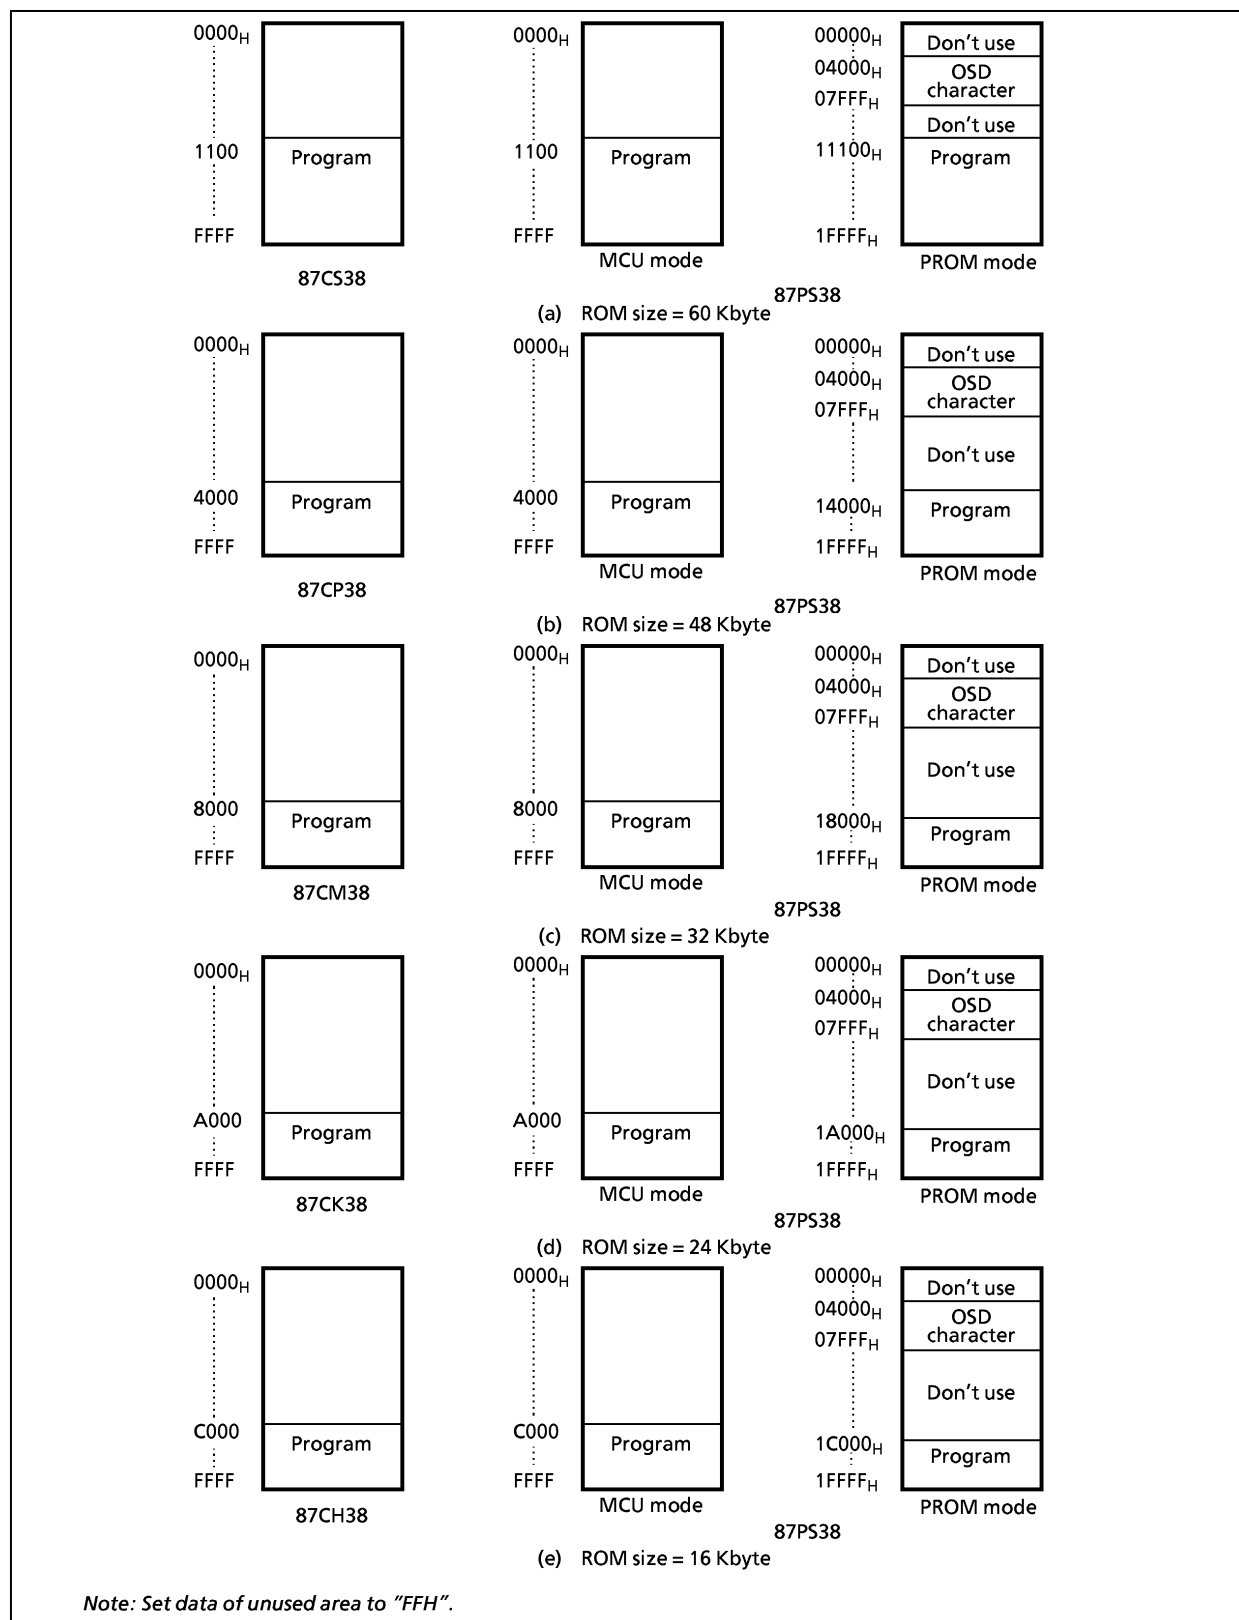 0000H
1100
FFFF
Program
87CS38
0000H
1100
FFFF
Program
MCU mode
00000H
04000H
07FFFH
11100H
1FFFFH
Don't use
OSD
character
Don't use
Program
PROM mode
87PS38
(a) ROM size = 60 Kbyte
0000H
4000
FFFF
Program
87CP38
0000H
4000
FFFF
Program
MCU mode
00000H
04000H
07FFFH
14000H
1FFFFH
Don't use
OSD
character
Don't use
Program
PROM mode
87PS38
(b) ROM size = 48 Kbyte
0000H
8000
FFFF
Program
87CM38
0000H
8000
FFFF
Program
MCU mode
00000H
04000H
07FFFH
18000H
1FFFFH
Don't use
OSD
character
Don't use
Program
PROM mode
87PS38
(c) ROM size = 32 Kbyte
0000H
A000
FFFF
Program
87CK38
0000H
A000
FFFF
Program
MCU mode
00000H
04000H
07FFFH
1A000H
1FFFFH
Don't use
OSD
character
Don't use
Program
PROM mode
87PS38
(d) ROM size = 24 Kbyte
0000H
C000
FFFF
Program
87CH38
0000H
C000
FFFF
Program
MCU mode
00000H
04000H
07FFFH
1C000H
1FFFFH
Don't use
OSD
character
Don't use
Program
PROM mode
87PS38
(e) ROM size = 16 Kbyte
Note: Set data of unused area to "FFH".